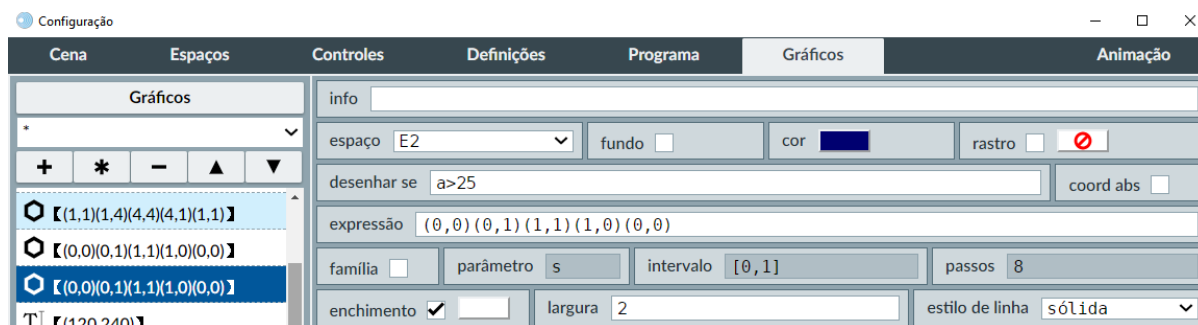 Configuração
Cena Espaços Controles Definições Programa Gráficos Animação
Gráficos
*
+ * − ▲ ▼
【(1,1)(1,4)(4,4)(4,1)(1,1)】
【(0,0)(0,1)(1,1)(1,0)(0,0)】
【(0,0)(0,1)(1,1)(1,0)(0,0)】
T 【(120,240)】
info
espaço E2 fundo cor rastro
desenhar se a>25 coord abs
expressão (0,0)(0,1)(1,1)(1,0)(0,0)
família parâmetro s intervalo [0,1] passos 8
enchimento largura 2 estilo de linha sólida